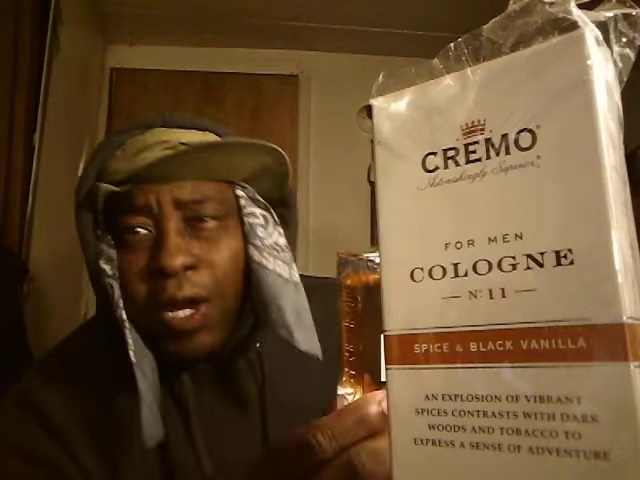 CREMO®
Astonishingly Superior®
FOR MEN
COLOGNE
Nº 11
SPICE & BLACK VANILLA
AN EXPLOSION OF VIBRANT
SPICES CONTRASTS WITH DARK
WOODS AND TOBACCO TO
EXPRESS A SENSE OF ADVENTURE